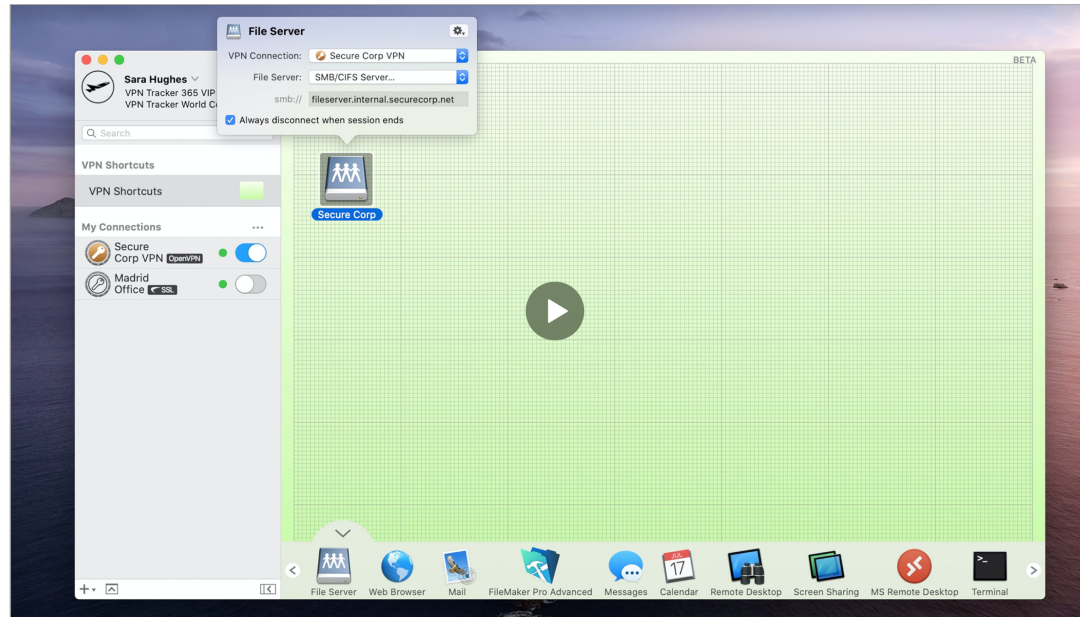 File Server
VPN Connection: Secure Corp VPN
File Server: SMB/CIFS Server...
smb:// fileserver.internal.securecorp.net
Always disconnect when session ends
BETA
Sara Hughes
VPN Tracker 365 VIP
VPN Tracker World
Search
VPN Shortcuts
VPN Shortcuts
My Connections
Secure
Corp VPN OpenVPN
Madrid
Office SSL
Secure Corp
JUL
17
>_
File Server Web Browser Mail FileMaker Pro Advanced Messages Calendar Remote Desktop Screen Sharing MS Remote Desktop Terminal